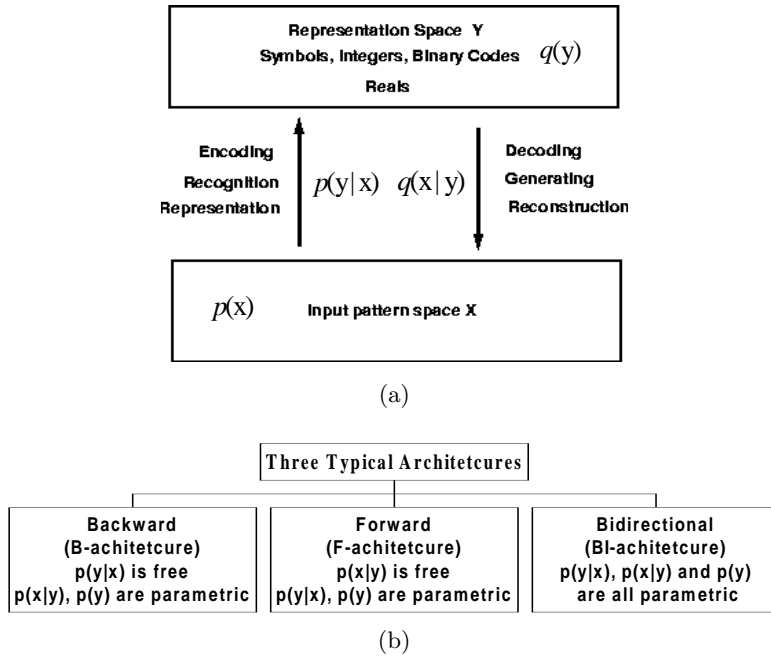 Representation Space Y
Symbols, Integers, Binary Codes q(y)
Reals
Encoding
Recognition
Representation
p(y|x) q(x|y)
Decoding
Generating
Reconstruction
p(x) Input pattern space X
(a)
Three Typical Architetcures
Backward
(B-achitetcure)
p(y|x) is free
p(x|y), p(y) are parametric
Forward
(F-achitetcure)
p(x|y) is free
p(y|x), p(y) are parametric
Bidirectional
(BI-achitetcure)
p(y|x), p(x|y) and p(y)
are all parametric
(b)